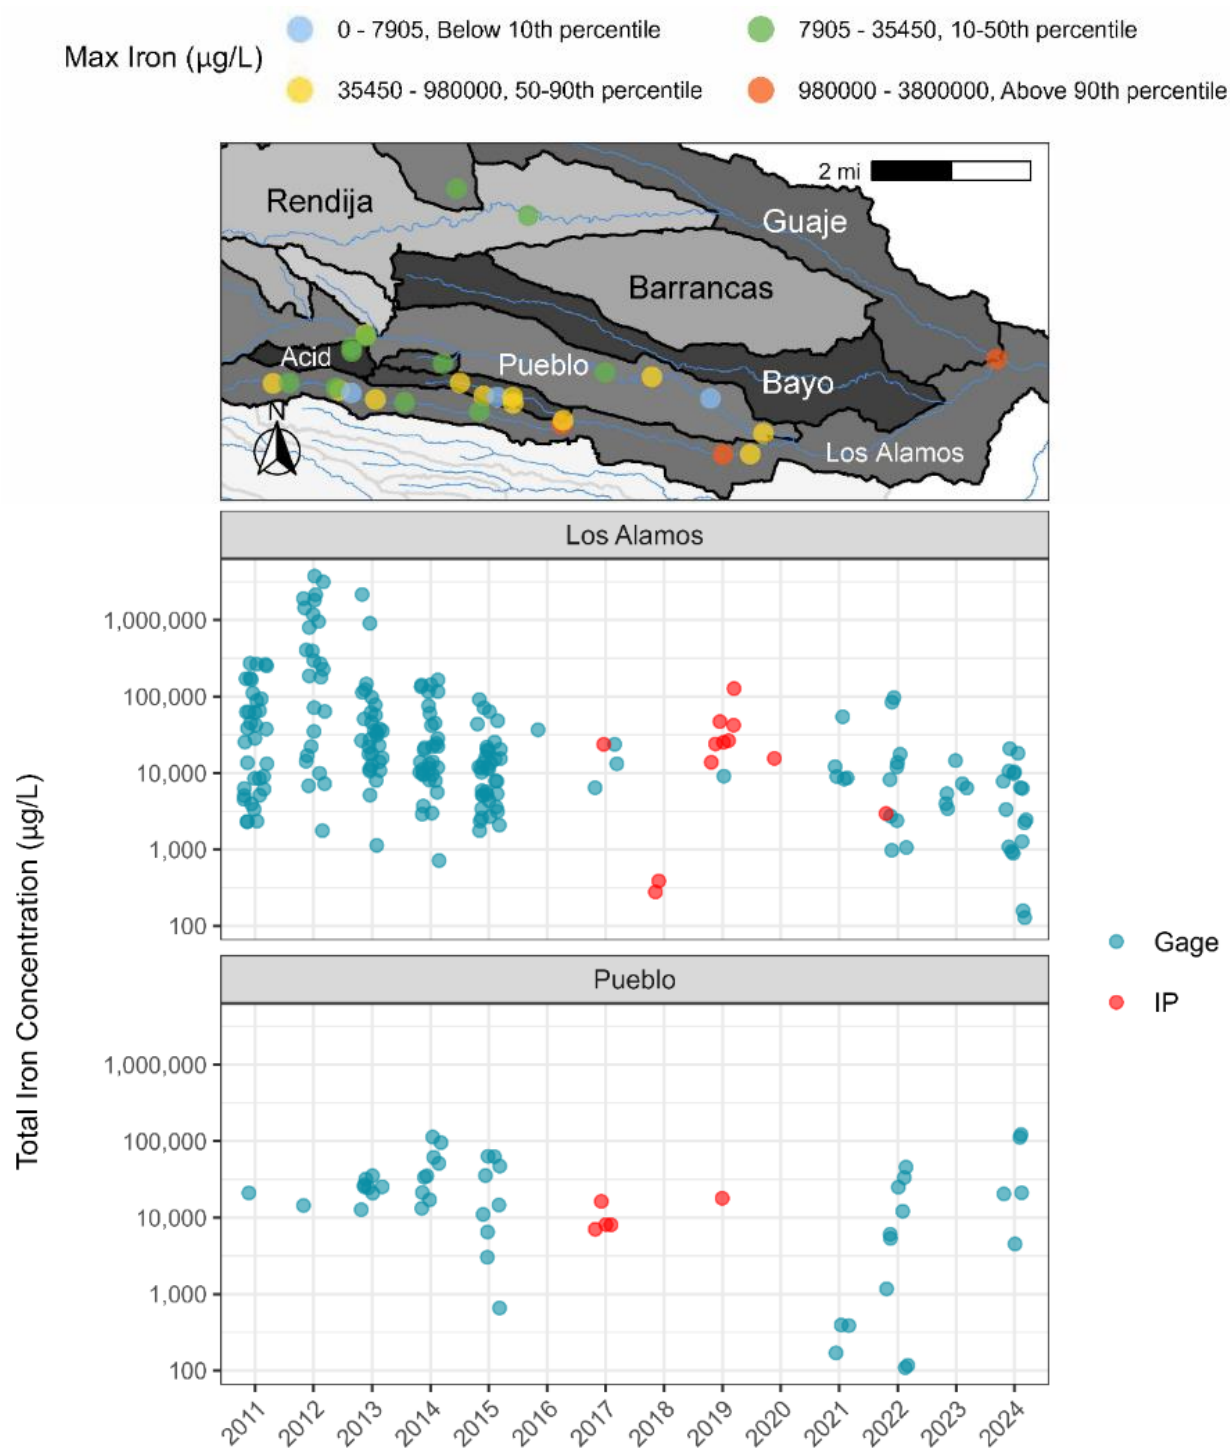 Max Iron (µg/L)
0 - 7905, Below 10th percentile
7905 - 35450, 10-50th percentile
35450 - 980000, 50-90th percentile
980000 - 3800000, Above 90th percentile
2 mi
Rendija
Guaje
Barrancas
Acid
Pueblo
Bayo
N
Los Alamos
Los Alamos
1,000,000
100,000
10,000
1,000
100
Pueblo
1,000,000
100,000
10,000
1,000
100
Total Iron Concentration (µg/L)
Gage
IP
2011
2012
2013
2014
2015
2016
2017
2018
2019
2020
2021
2022
2023
2024